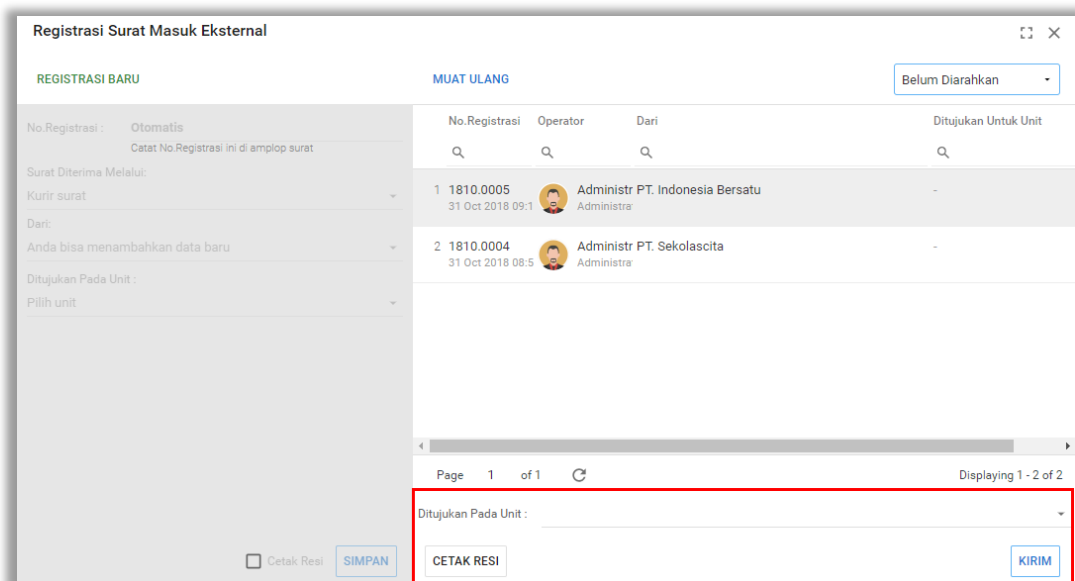 Registrasi Surat Masuk Eksternal
REGISTRASI BARU
MUAT ULANG
Belum Diarahkan
No.Registrasi :
Otomatis
Catat No.Registrasi ini di amplop surat
Surat Diterima Melalui:
Kurir surat
Dari:
Anda bisa menambahkan data baru
Ditujukan Pada Unit :
Pilih unit
Cetak Resi
SIMPAN
No.Registrasi Operator Dari Ditujukan Untuk Unit
1 1810.0005 Administr PT. Indonesia Bersatu -
31 Oct 2018 09:1 Administra
2 1810.0004 Administr PT. Sekolascita -
31 Oct 2018 08:5 Administra
Page 1 of 1 Displaying 1 - 2 of 2
Ditujukan Pada Unit :
CETAK RESI
KIRIM